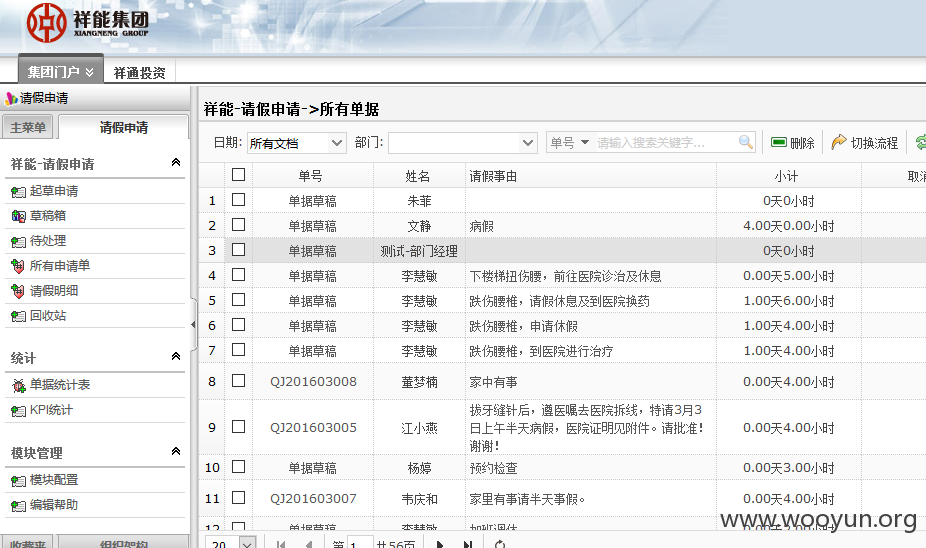 祥能集团
XIANGNENG GROUP
集团门户 祥通投资
请假申请
主菜单 请假申请
祥能-请假申请
起草申请
草稿箱
待处理
所有申请单
请假明细
回收站
统计
单据统计表
KPI统计
模块管理
模块配置
编辑帮助
收藏夹 组织架构
祥能-请假申请->所有单据
日期: 所有文档 部门: 单号 请输入搜索关键字... 删除 切换流程
单号 姓名 请假事由 小计 取消
1 单据草稿 朱菲 0天0小时
2 单据草稿 文静 病假 4.00天0.00小时
3 单据草稿 测试-部门经理 0天0小时
4 单据草稿 李慧敏 下楼梯扭伤腰，前往医院诊治及休息 0.00天5.00小时
5 单据草稿 李慧敏 跌伤腰椎，请假休息及到医院换药 1.00天6.00小时
6 单据草稿 李慧敏 跌伤腰椎，申请休假 1.00天4.00小时
7 单据草稿 李慧敏 跌伤腰椎，到医院进行治疗 1.00天4.00小时
8 QJ201603008 董梦楠 家中有事 0.00天4.00小时
9 QJ201603005 江小燕 拔牙缝针后，遵医嘱去医院拆线，特请3月3
日上午半天病假，医院证明见附件。请批准！
谢谢！ 0.00天4.00小时
10 单据草稿 杨婷 预约检查 0.00天3.00小时
11 QJ201603007 韦庆和 家里有事请半天事假。 0.00天4.00小时
12 单据草稿 李慧敏 加班调休
20 第 1 共56页
www.wooyun.org